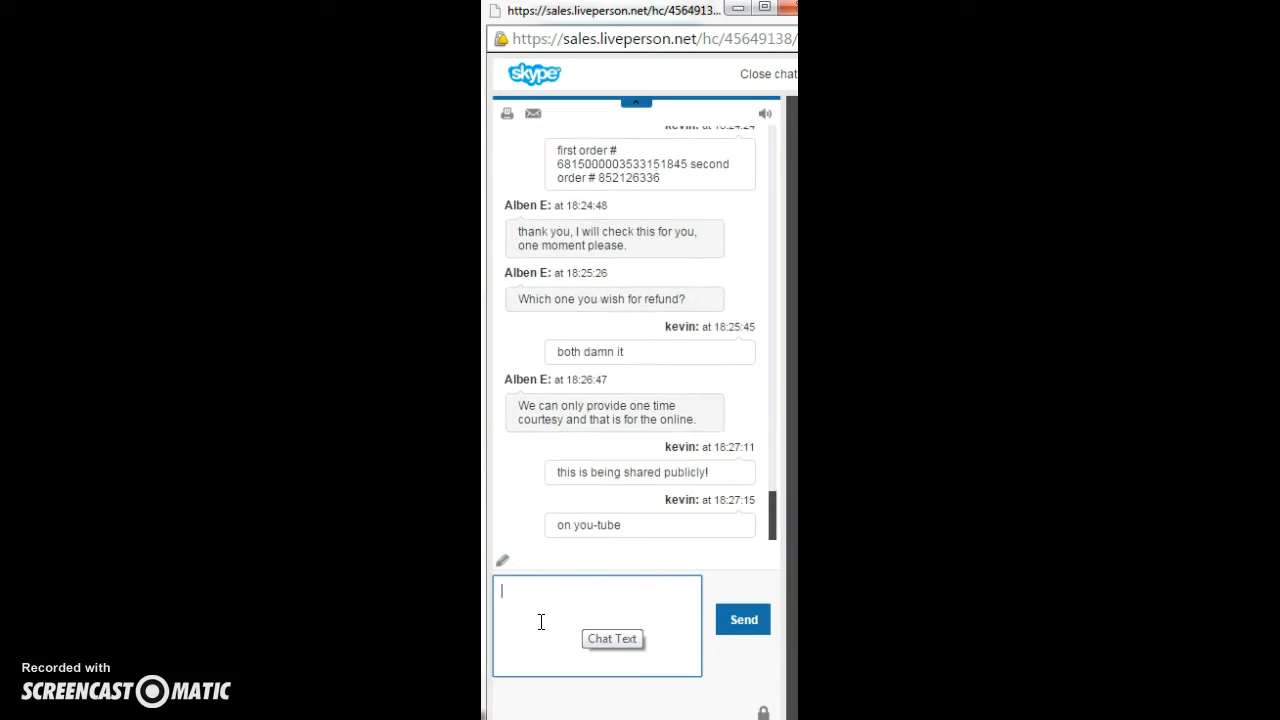 https://sales.liveperson.net/hc/4564913...
https://sales.liveperson.net/hc/45649138/
skype
Close chat
kevin: at 18:24:24
first order #
6815000003533151845 second
order # 852126336
Alben E: at 18:24:48
thank you, I will check this for you,
one moment please.
Alben E: at 18:25:26
Which one you wish for refund?
kevin: at 18:25:45
both damn it
Alben E: at 18:26:47
We can only provide one time
courtesy and that is for the online.
kevin: at 18:27:11
this is being shared publicly!
kevin: at 18:27:15
on you-tube
Send
Chat Text
Recorded with
SCREENCAST MATIC